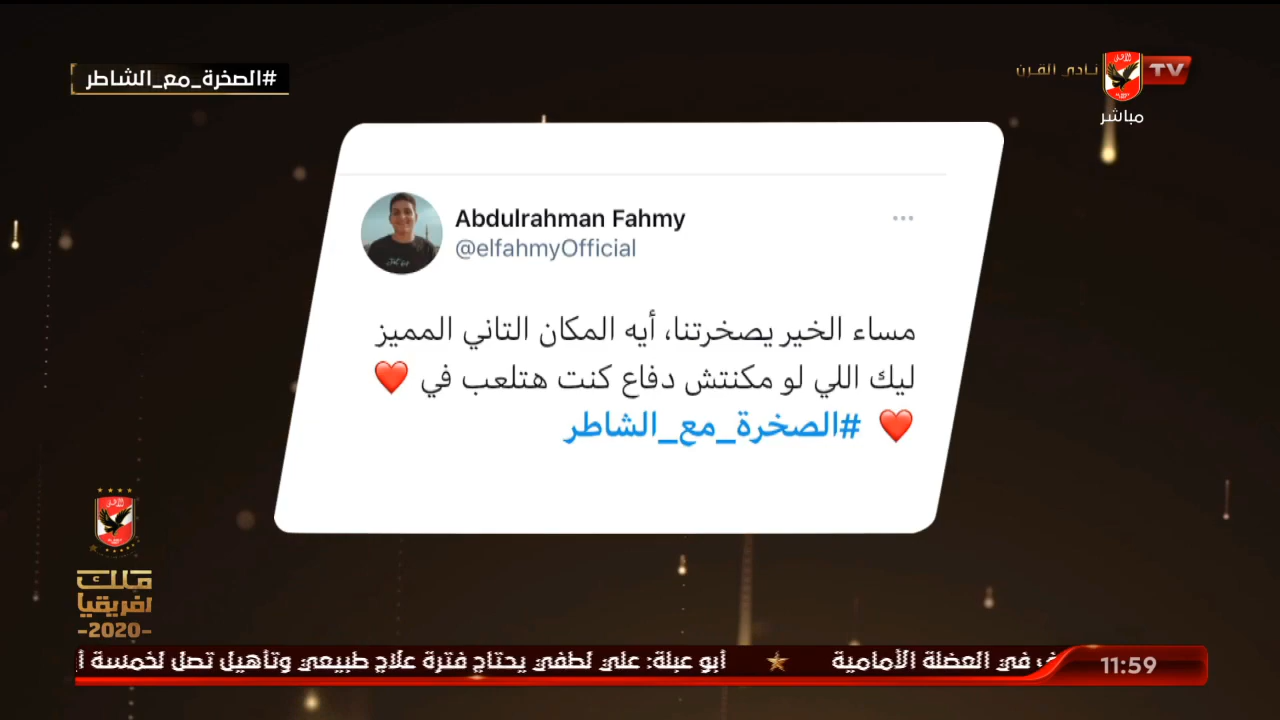 #الصخرة_مع_الشاطر
نادي القرن
TV
مباشر
Abdulrahman Fahmy
@elfahmyOfficial
مساء الخير يصخرتنا، أيه المكان التاني المميز
ليك اللي لو مكنتش دفاع كنت هتلعب في ❤️
❤️ #الصخرة_مع_الشاطر
ملك
افريقيا
-2020-
في العضلة الأمامية ★ أبو عبلة: علي لطفي يحتاج فترة علاج طبيعي وتأهيل تصل لخمسة أ
11:59